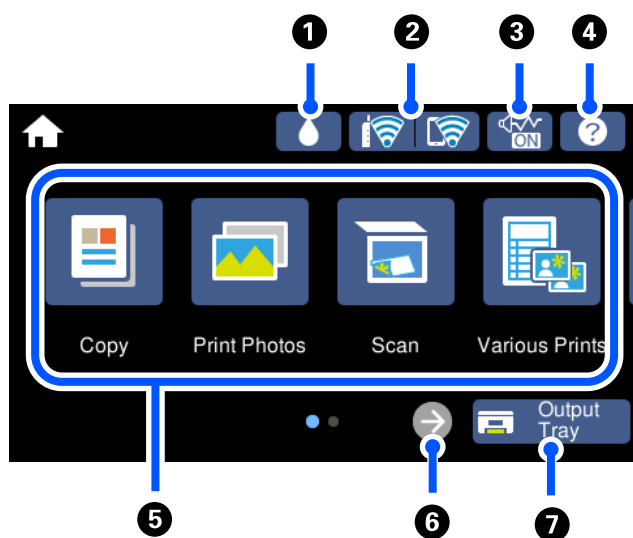 1 2 3 4
ON ?
Copy Print Photos Scan Various Prints
Output
Tray
5 6 7